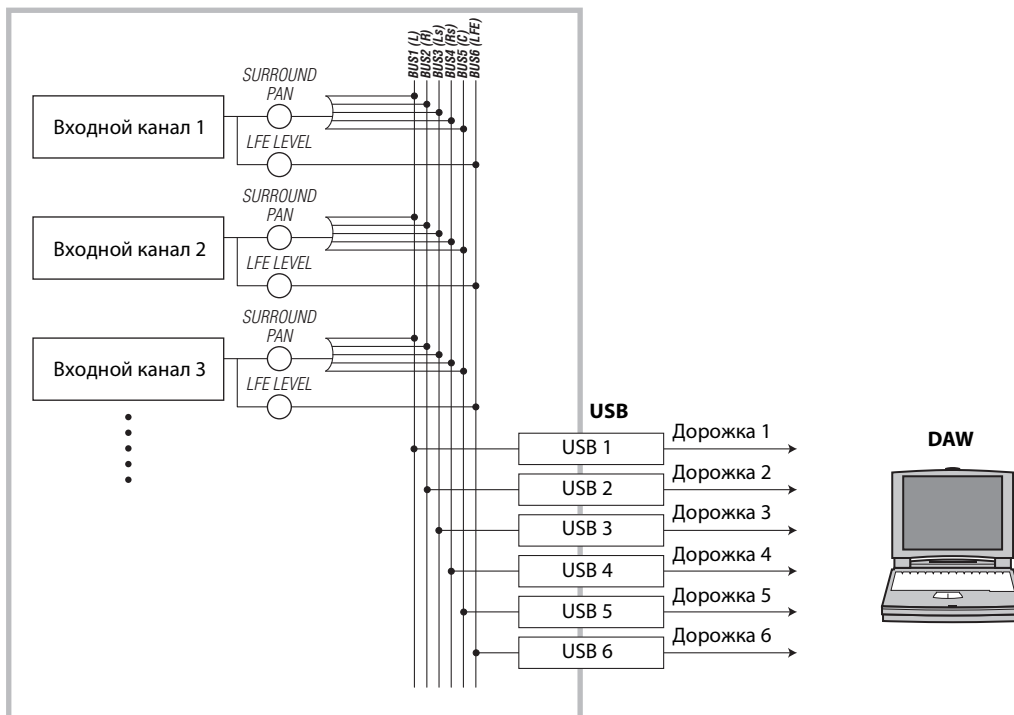 BUS1 (L)
BUS2 (R)
BUS3 (Ls)
BUS4 (Rs)
BUS5 (C)
BUS6 (LFE)
SURROUND
PAN
Входной канал 1
LFE LEVEL
SURROUND
PAN
Входной канал 2
LFE LEVEL
SURROUND
PAN
Входной канал 3
LFE LEVEL
USB
DAW
USB 1
Дорожка 1
USB 2
Дорожка 2
USB 3
Дорожка 3
USB 4
Дорожка 4
USB 5
Дорожка 5
USB 6
Дорожка 6